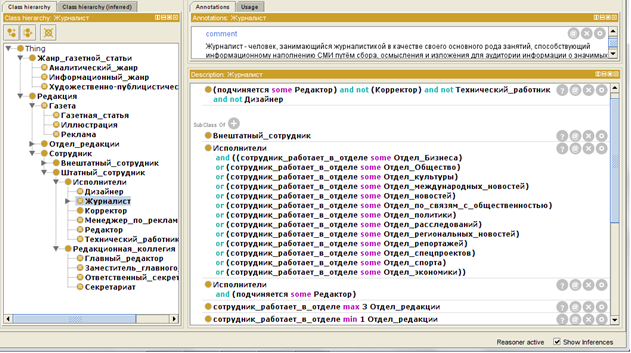 Class hierarchy
Class hierarchy (inferred)
Class hierarchy: Журналист
Thing
Жанр_газетной_статьи
Аналитический_жанр
Информационный_жанр
Художественно-публицистичес
Редакция
Газета
Газетная_статья
Иллюстрация
Реклама
Отдел_редакции
Сотрудник
Внештатный_сотрудник
Штатный_сотрудник
Исполнители
Дизайнер
Журналист
Корректор
Менеджер_по_реклам
Редактор
Технический_работник
Редакционная_коллегия
Главный_редактор
Заместитель_главного_
Ответственный_секрет
Секретариат
Annotations
Usage
Annotations: Журналист
comment
Журналист - человек, занимающийся журналистикой в качестве своего основного рода занятий, способствующий
информационному наполнению СМИ путём сбора, осмысления и изложения для аудитории информации о значимых
Description: Журналист
(подчиняется some Редактор) and not (Корректор) and not Технический_работник
and not Дизайнер
SubClass Of
Внештатный_сотрудник
Исполнители
and ((сотрудник_работает_в_отделе some Отдел_Бизнеса)
or (сотрудник_работает_в_отделе some Отдел_Общество)
or (сотрудник_работает_в_отделе some Отдел_культуры)
or (сотрудник_работает_в_отделе some Отдел_международных_новостей)
or (сотрудник_работает_в_отделе some Отдел_новостей)
or (сотрудник_работает_в_отделе some Отдел_по_связям_с_общественностью)
or (сотрудник_работает_в_отделе some Отдел_политики)
or (сотрудник_работает_в_отделе some Отдел_расследований)
or (сотрудник_работает_в_отделе some Отдел_региональных_новостей)
or (сотрудник_работает_в_отделе some Отдел_репортажей)
or (сотрудник_работает_в_отделе some Отдел_спецпроектов)
or (сотрудник_работает_в_отделе some Отдел_спорта)
or (сотрудник_работает_в_отделе some Отдел_экономики))
Исполнители
and (подчиняется some Редактор)
сотрудник_работает_в_отделе max 3 Отдел_редакции
сотрудник_работает_в_отделе min 1 Отдел_редакции
Reasoner active
Show Inferences